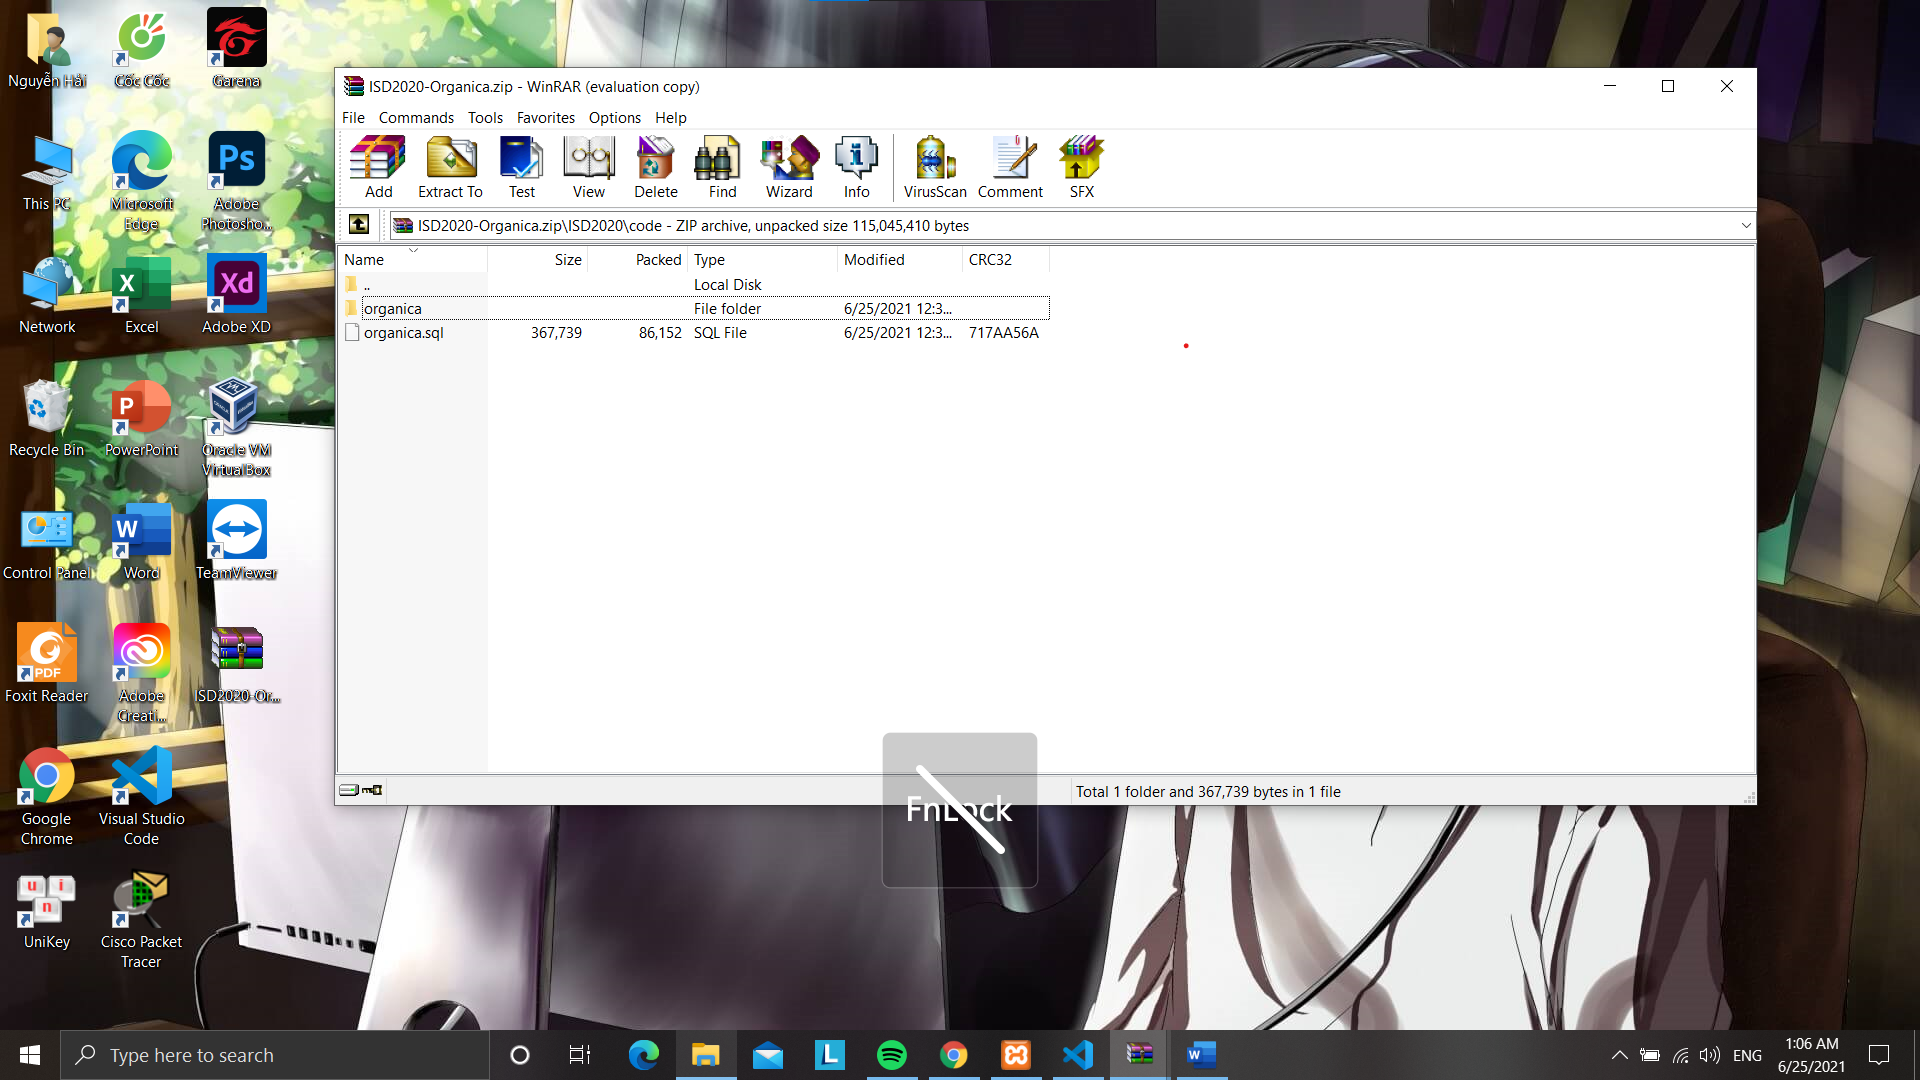 Nguyễn Hải
Cốc Cốc
Garena
This PC
Microsoft
Edge
Ps
Adobe
Photosho...
Network
X
Excel
Xd
Adobe XD
Recycle Bin
P
PowerPoint
Oracle VM
VirtualBox
Control Panel
W
Word
TeamViewer
PDF
Foxit Reader
Adobe
Creati...
ISD2020-Or...
Google
Chrome
Visual Studio
Code
u i
n
UniKey
Cisco Packet
Tracer
ISD2020-Organica.zip - WinRAR (evaluation copy)
File Commands Tools Favorites Options Help
Add Extract To Test View Delete Find Wizard Info VirusScan Comment SFX
ISD2020-Organica.zip\ISD2020\code - ZIP archive, unpacked size 115,045,410 bytes
Name Size Packed Type Modified CRC32
.. Local Disk
organica File folder 6/25/2021 12:3...
organica.sql 367,739 86,152 SQL File 6/25/2021 12:3... 717AA56A
Total 1 folder and 367,739 bytes in 1 file
FnLock
Type here to search
L
W
ENG
1:06 AM
6/25/2021